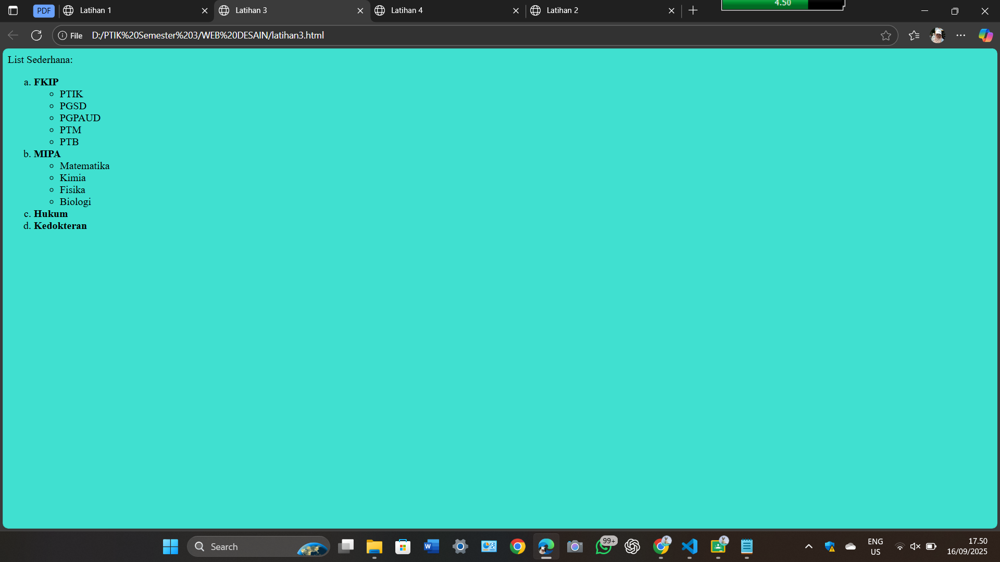 PDF
Latihan 1
Latihan 3
Latihan 4
Latihan 2
4.50
File D:/PTIK%20Semester%203/WEB%20DESAIN/latihan3.html
List Sederhana:
a. FKIP
PTIK
PGSD
PGPAUD
PTM
PTB
b. MIPA
Matematika
Kimia
Fisika
Biologi
c. Hukum
d. Kedokteran
Search
W
99+
ENG
US
17.50
16/09/2025